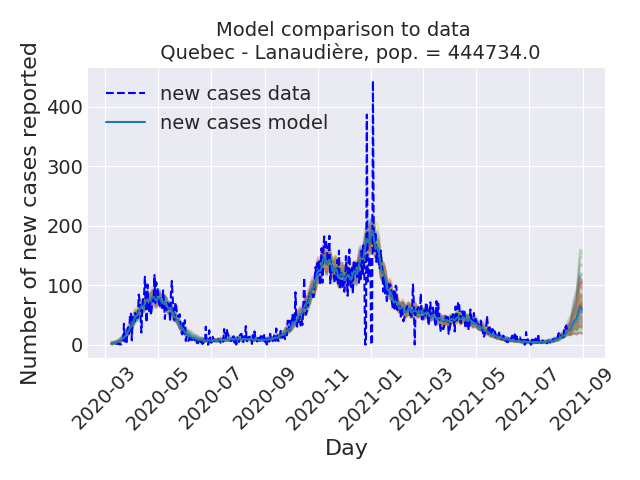 Model comparison to data
Quebec - Lanaudière, pop. = 444734.0
Number of new cases reported
400
300
200
100
0
new cases data
new cases model
2020-03
2020-05
2020-07
2020-09
2020-11
2021-01
2021-03
2021-05
2021-07
2021-09
Day